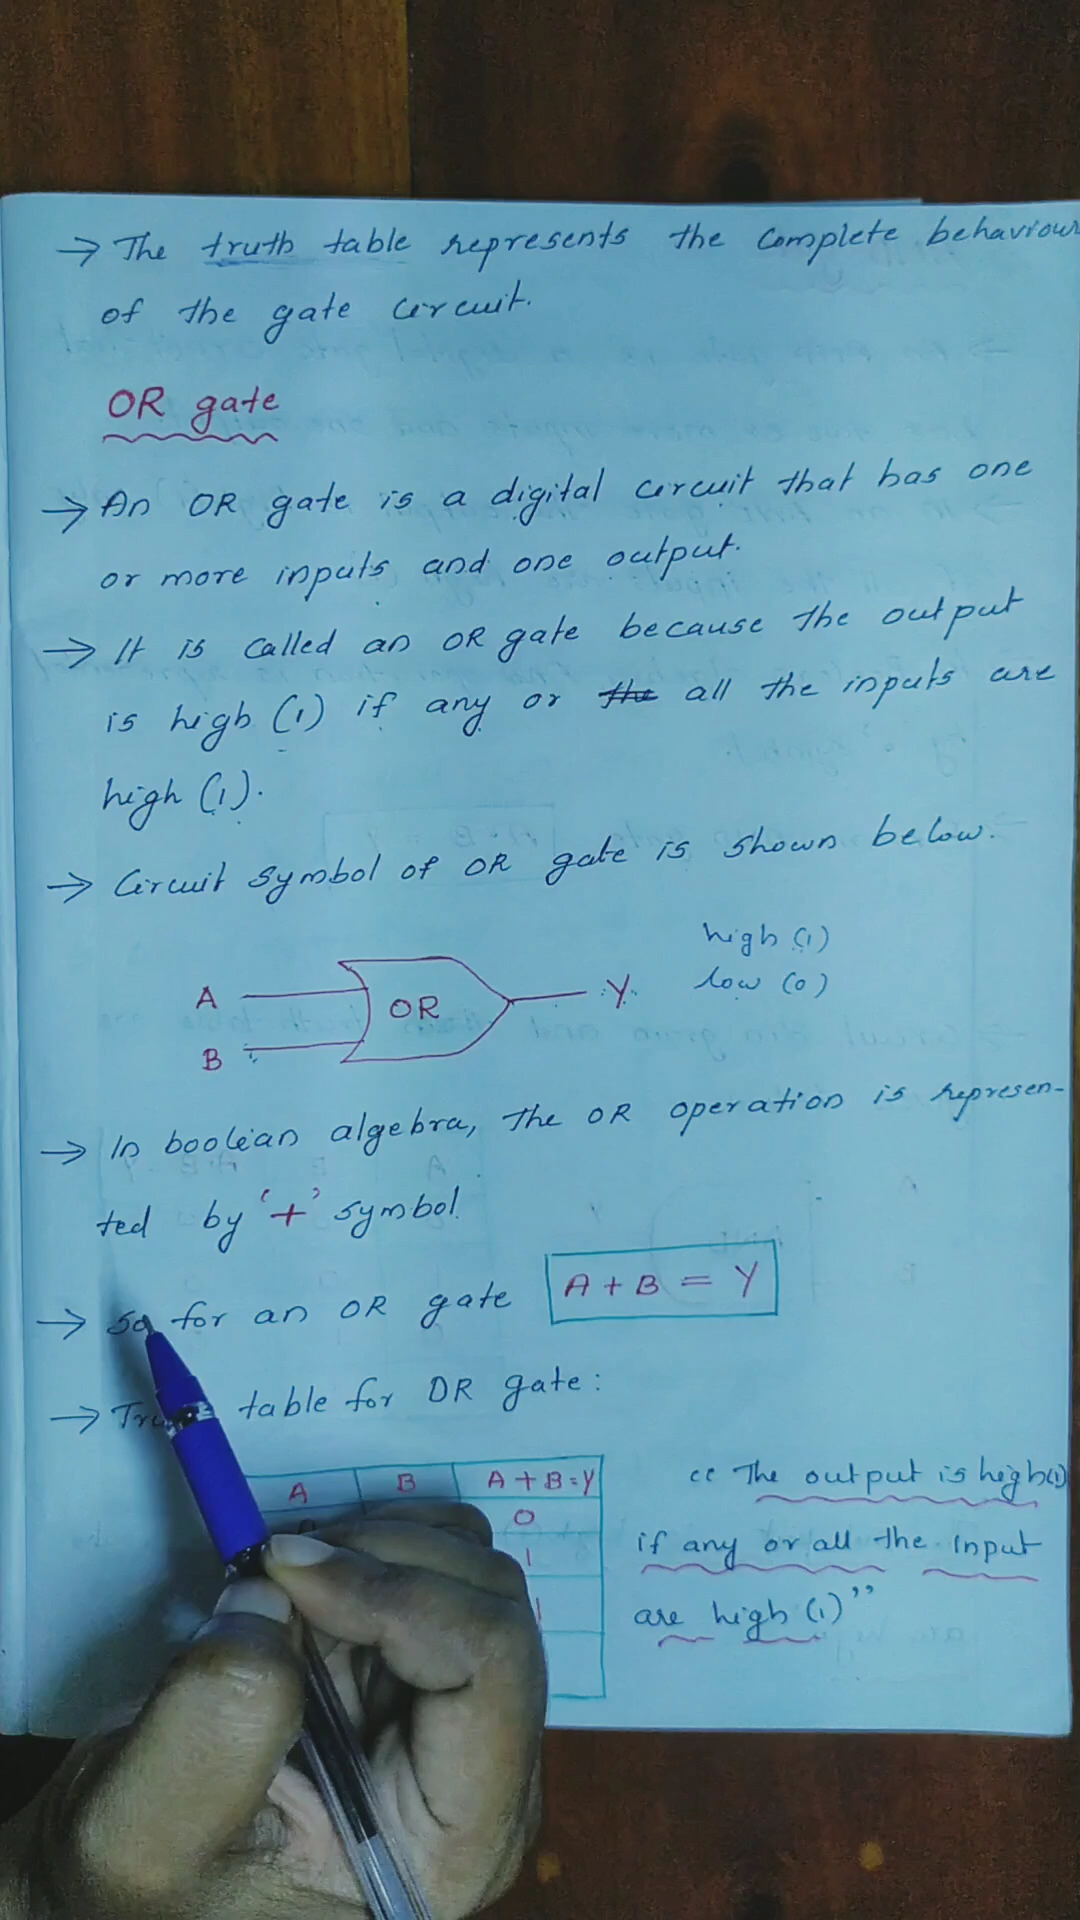 → The truth table represents the complete behaviour
of the gate circuit.
OR gate
→ An OR gate is a digital circuit that has one
or more inputs and one output.
→ It is called an OR gate because the output
is high (1) if any or the all the inputs are
high (1).
→ Circuit symbol of OR gate is shown below.
high (1)
low (0)
A
B
OR
Y
→ In boolean algebra, the OR operation is represen-
ted by '+' symbol.
→ So for an OR gate A + B = Y
→ table for OR gate:
A B A + B = Y
0
1
1
"The output is high(1)
if any or all the input
are high (1)"